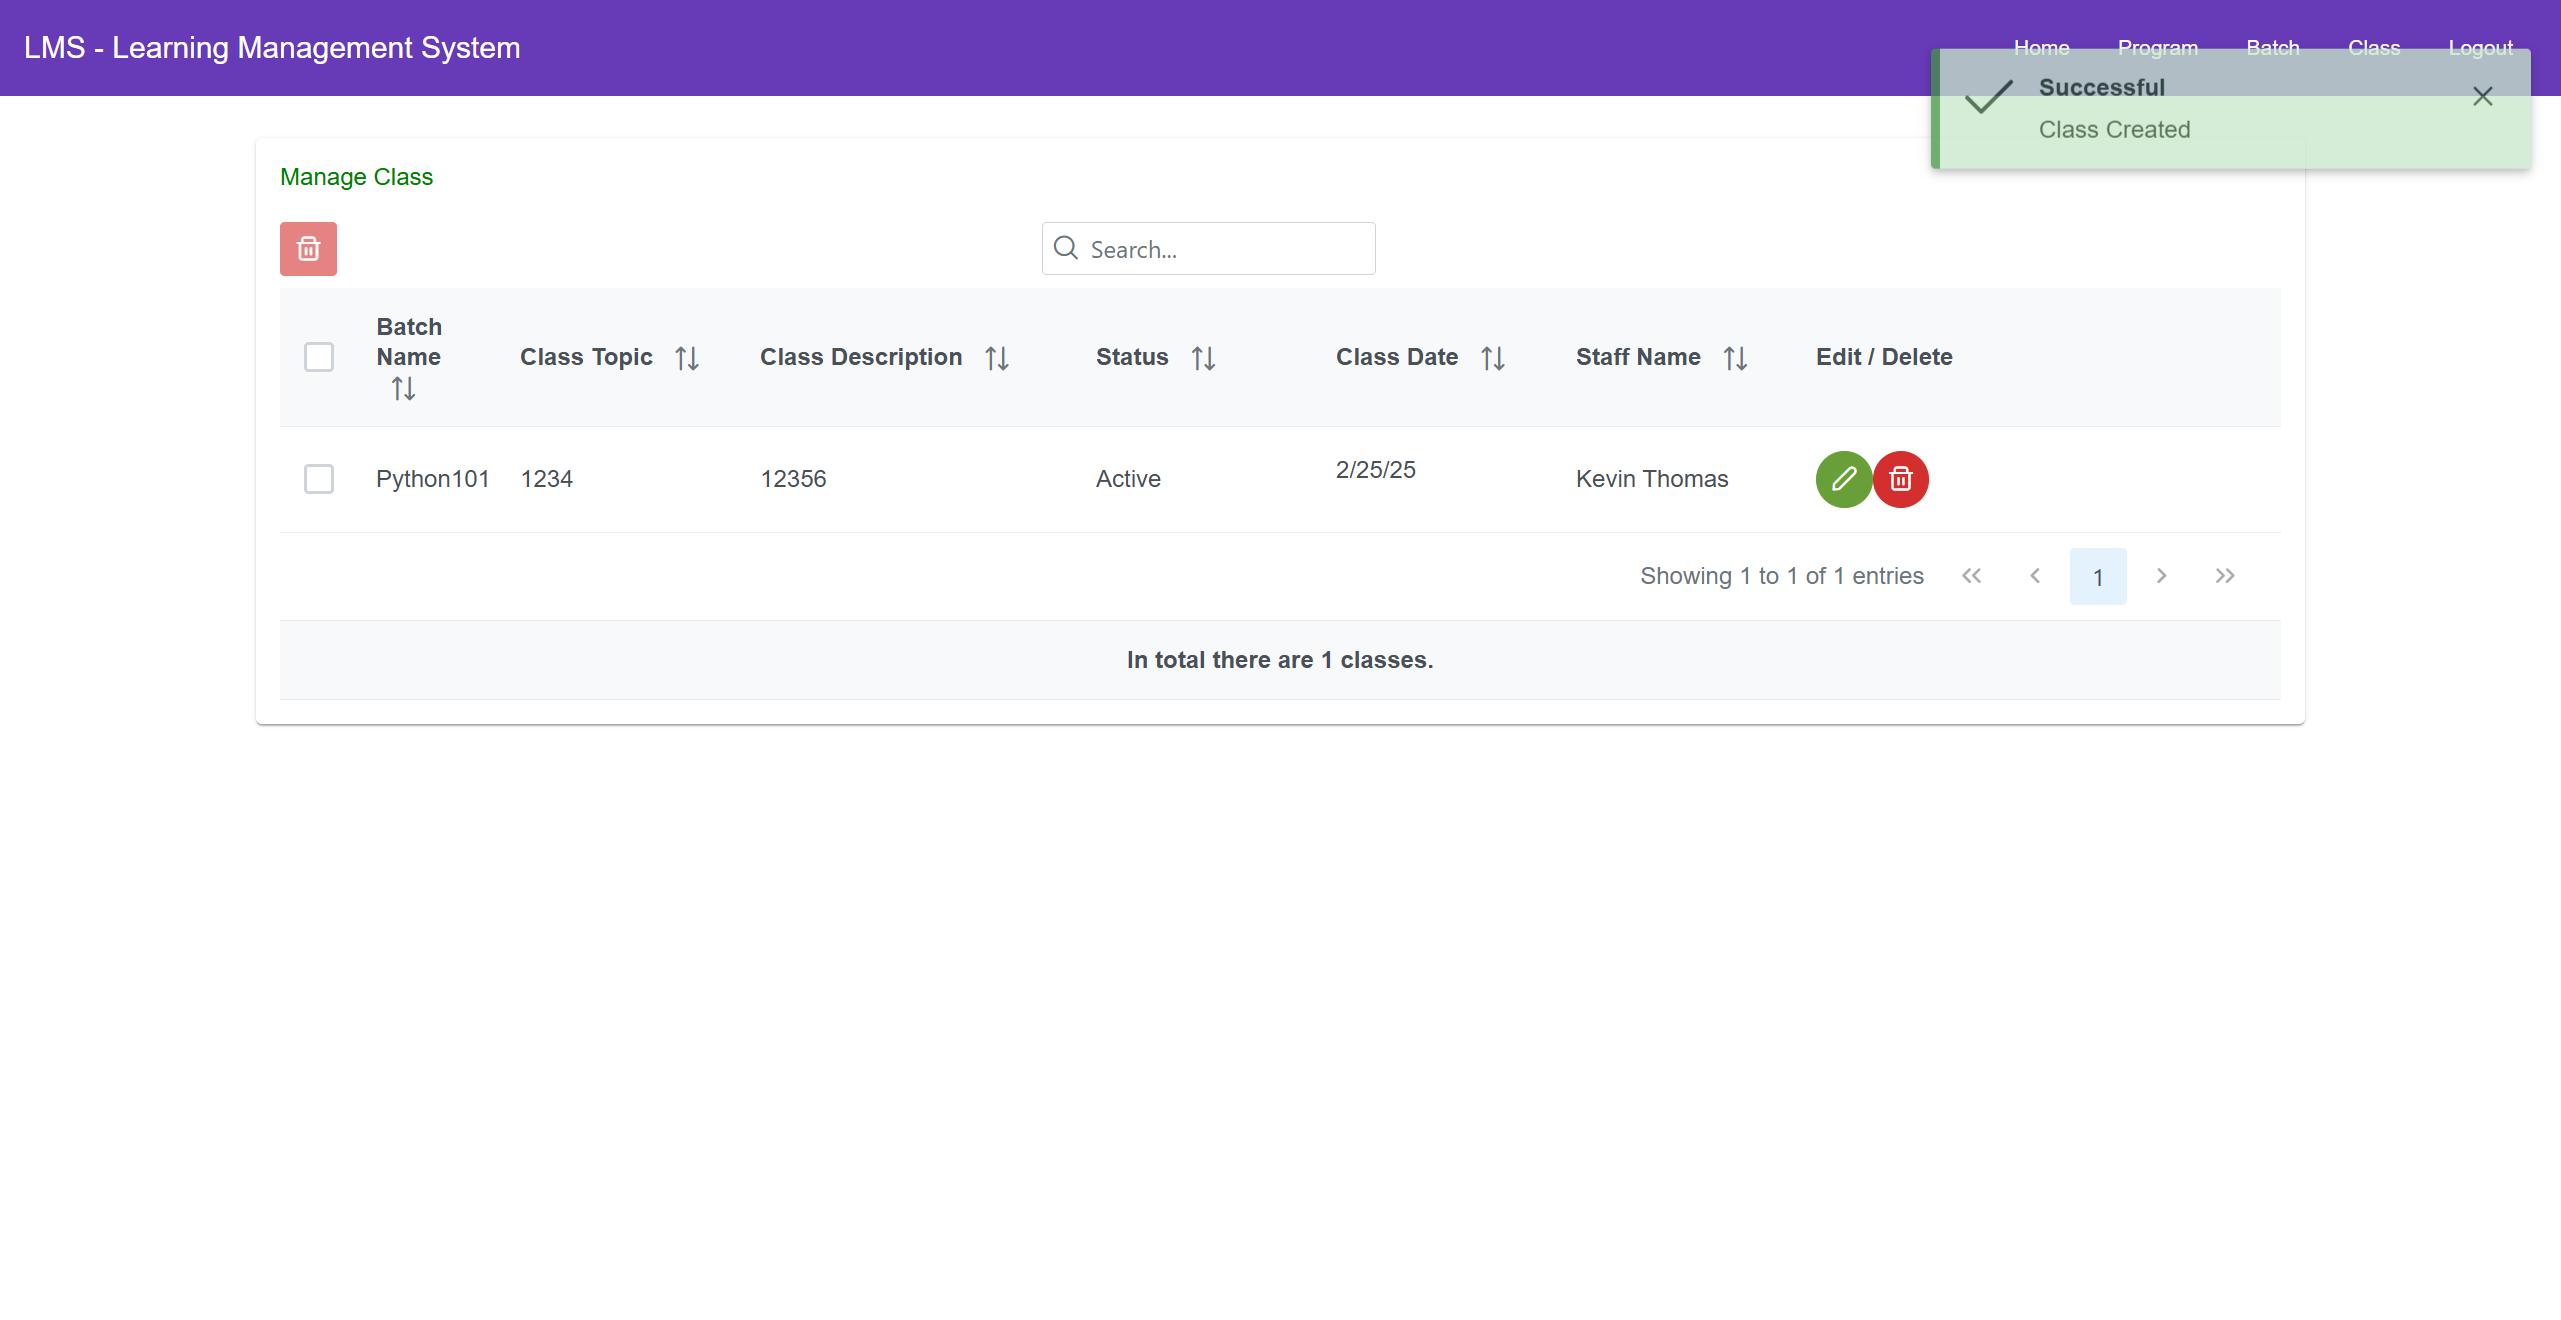 LMS - Learning Management System
Home Program Batch Class Logout
Successful
Class Created
Manage Class
Search...
Batch Name Class Topic Class Description Status Class Date Staff Name Edit / Delete
Python101 1234 12356 Active 2/25/25 Kevin Thomas
Showing 1 to 1 of 1 entries 1
In total there are 1 classes.